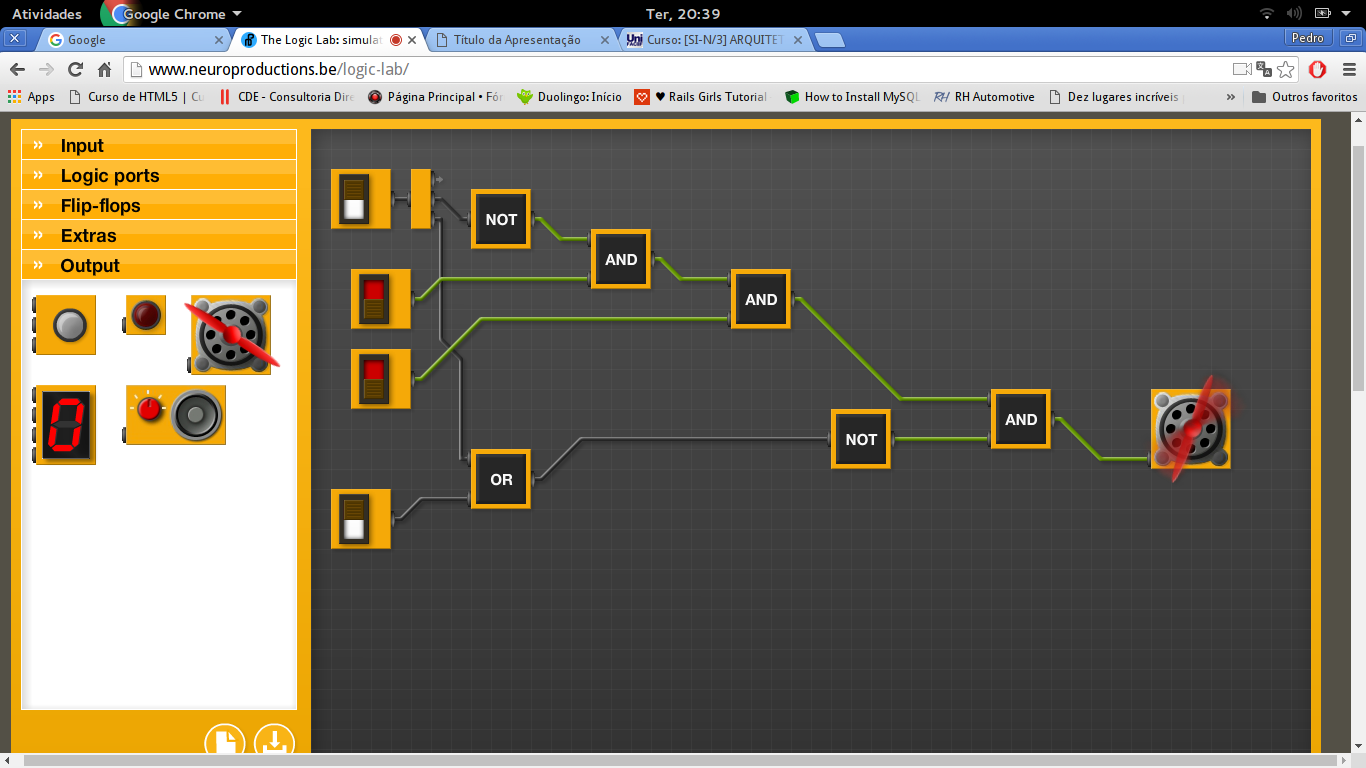 Atividades
Google Chrome
Ter, 20:39
Google
The Logic Lab: simulat
Título da Apresentação
Uni
Curso: [SI-N/3] ARQUITET
Pedro
www.neuroproductions.be/logic-lab/
Apps
Curso de HTML5 | Cu
CDE - Consultoria Dire
Página Principal • Fór
Duolingo: Início
♥ Rails Girls Tutorial
How to Install MySQL
RH RH Automotive
Dez lugares incríveis
»
Outros favoritos
» Input
» Logic ports
» Flip-flops
» Extras
» Output
0
NOT
AND
AND
AND
NOT
OR